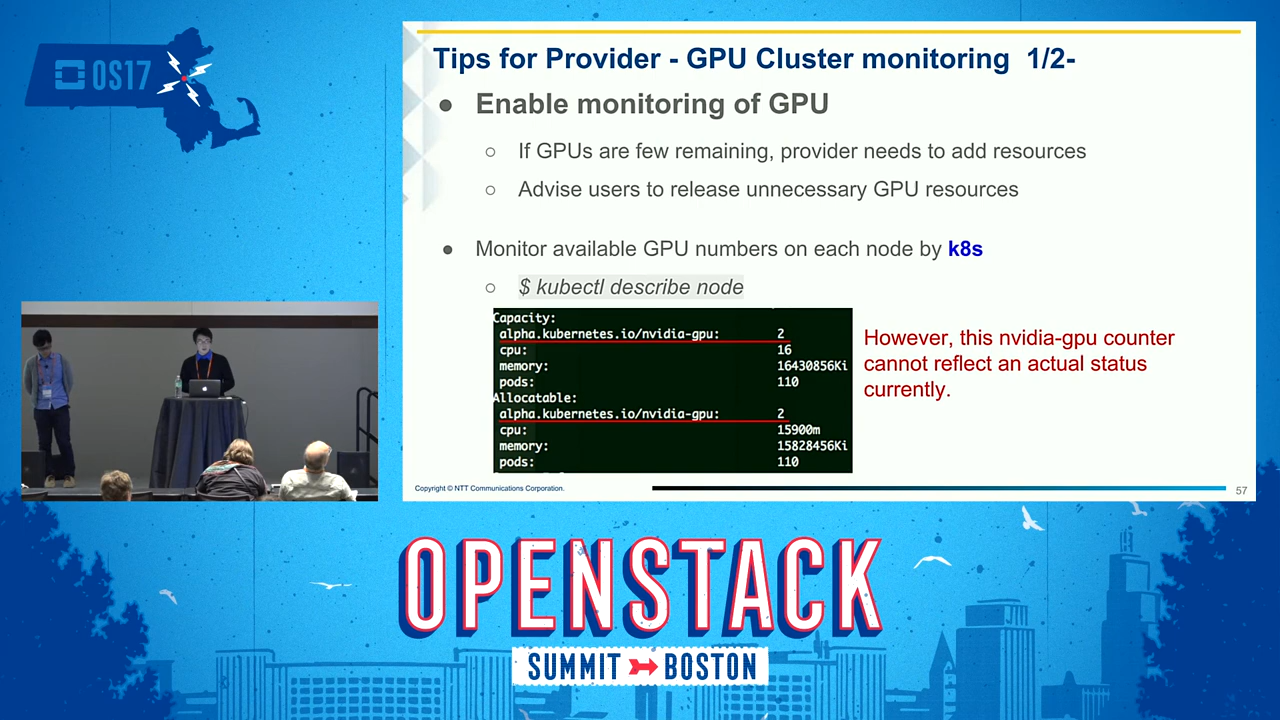 OS17
Tips for Provider - GPU Cluster monitoring 1/2-
● Enable monitoring of GPU
○ If GPUs are few remaining, provider needs to add resources
○ Advise users to release unnecessary GPU resources
● Monitor available GPU numbers on each node by k8s
○ $ kubectl describe node
Capacity:
alpha.kubernetes.io/nvidia-gpu: 2
cpu: 16
memory: 16430856Ki
pods: 110
Allocatable:
alpha.kubernetes.io/nvidia-gpu: 2
cpu: 15900m
memory: 15828456Ki
pods: 110
However, this nvidia-gpu counter
cannot reflect an actual status
currently.
Copyright © NTT Communications Corporation.
57
OPENSTACK
SUMMIT BOSTON